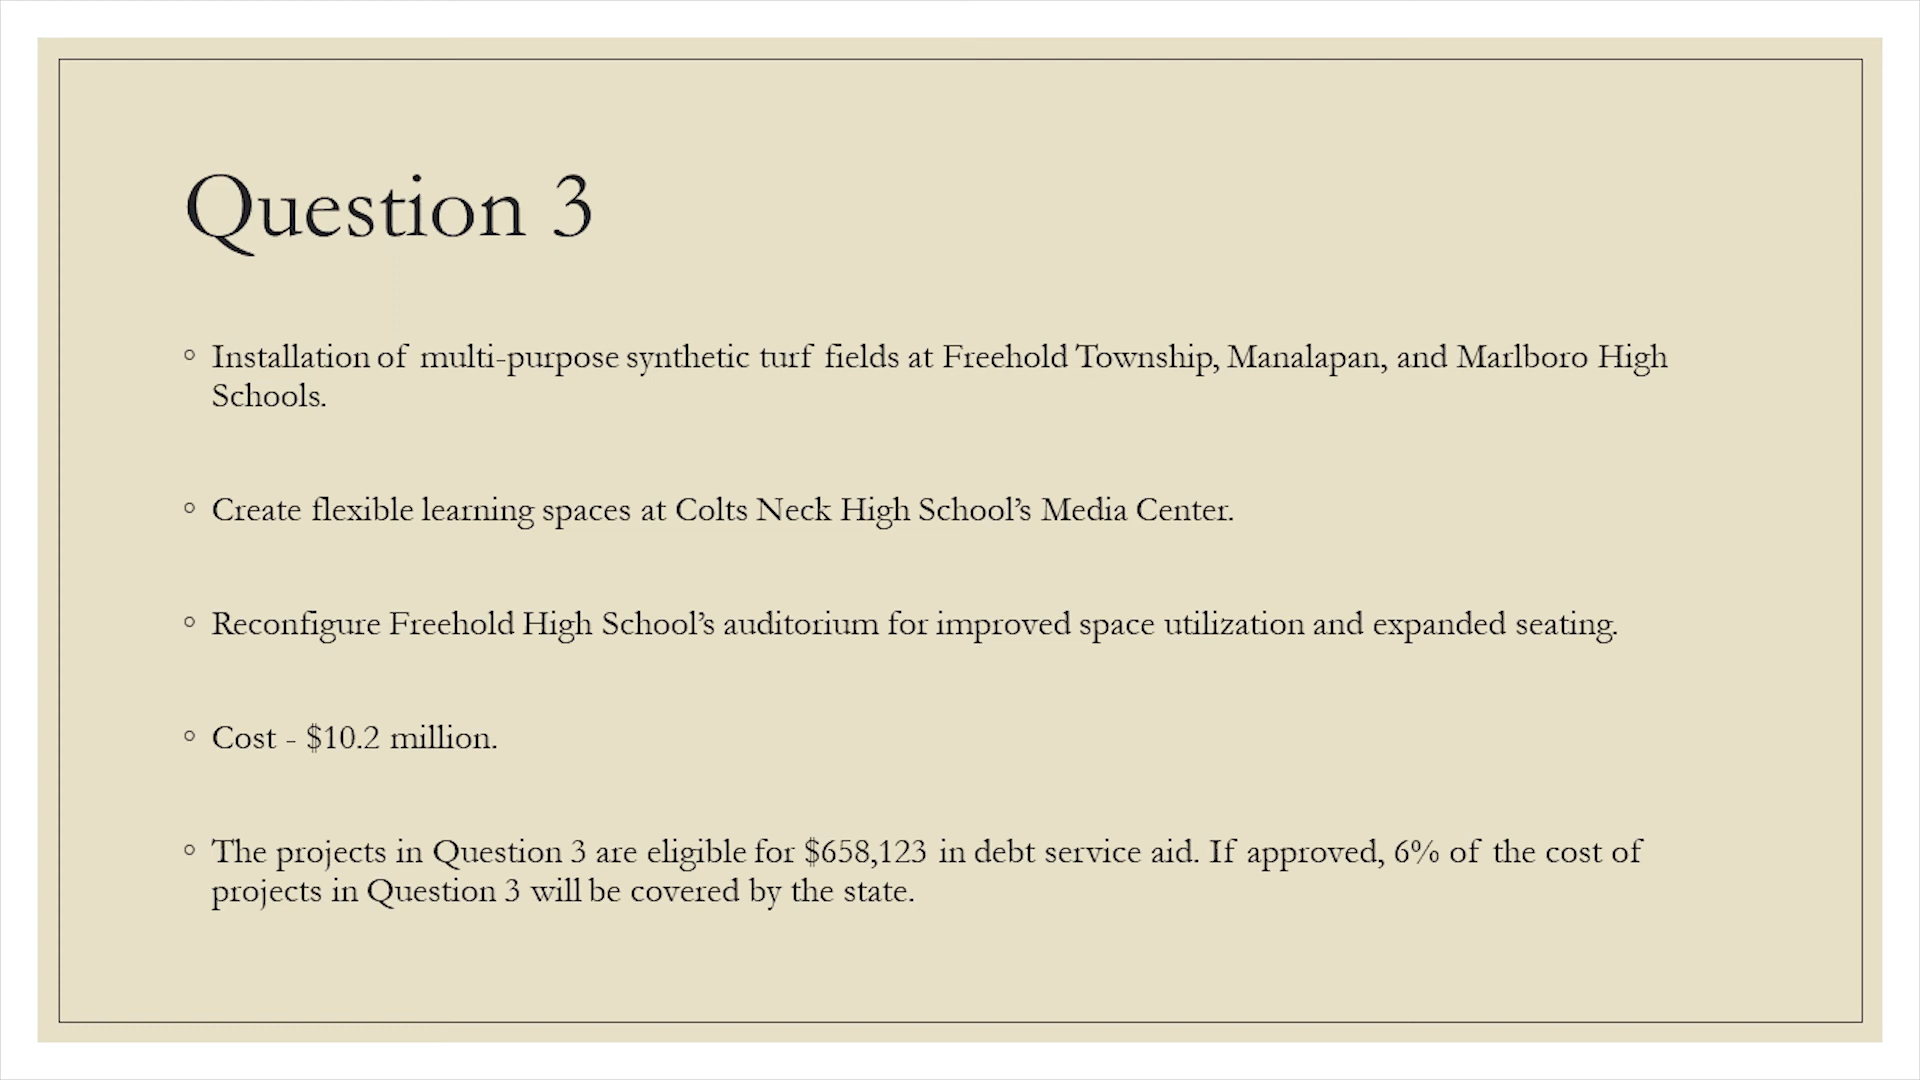 Question 3
◦ Installation of multi-purpose synthetic turf fields at Freehold Township, Manalapan, and Marlboro High
Schools.
◦ Create flexible learning spaces at Colts Neck High School’s Media Center.
◦ Reconfigure Freehold High School’s auditorium for improved space utilization and expanded seating.
◦ Cost - $10.2 million.
◦ The projects in Question 3 are eligible for $658,123 in debt service aid. If approved, 6% of the cost of
projects in Question 3 will be covered by the state.